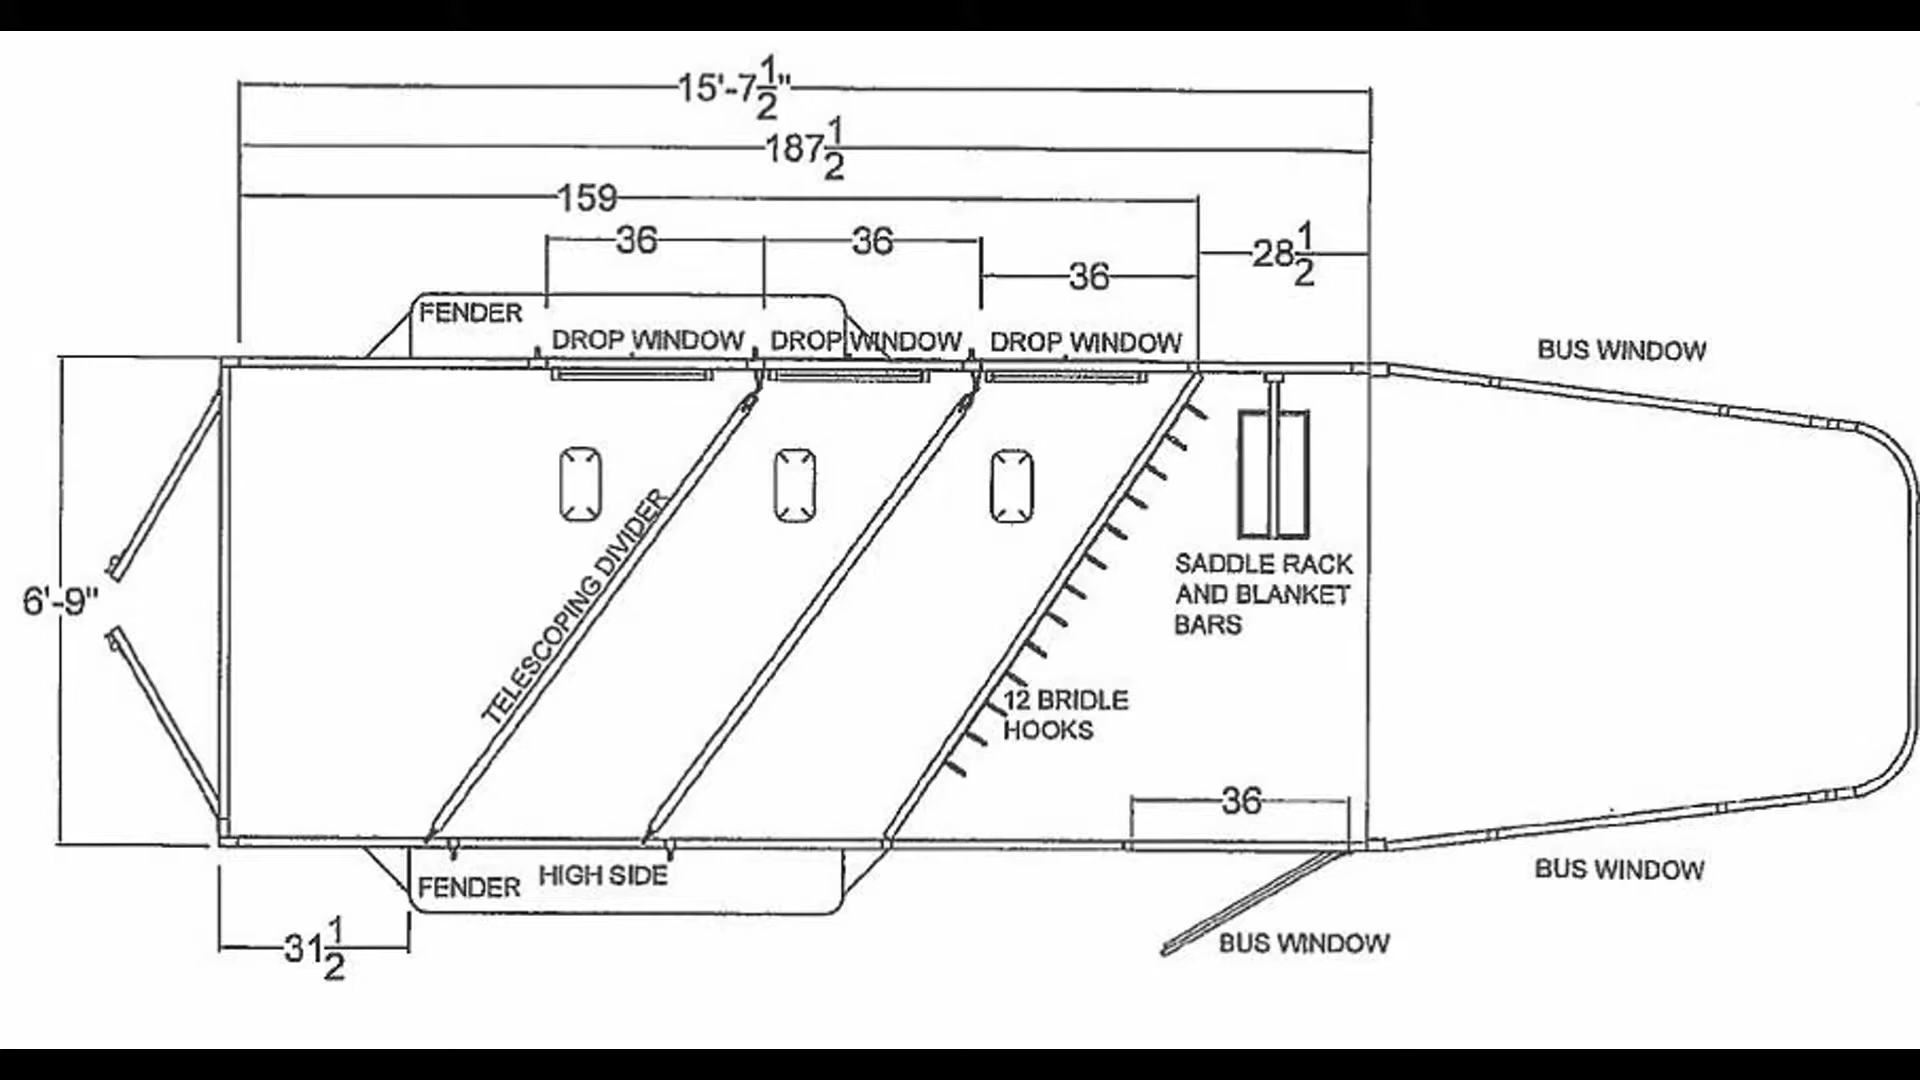 15'-7 1/2"
187 1/2
159
36
36
28 1/2
36
FENDER
DROP WINDOW
DROP WINDOW
DROP WINDOW
BUS WINDOW
TELESCOPING DIVIDER
SADDLE RACK
AND BLANKET
BARS
6'-9"
12 BRIDLE
HOOKS
36
FENDER
HIGH SIDE
BUS WINDOW
31 1/2
BUS WINDOW